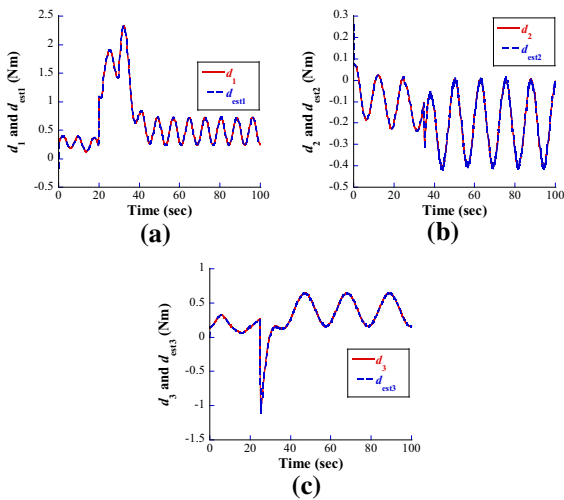 2.5
2
1.5
1
0.5
0
-0.5
d1 and dest1 (Nm)
d1
dest1
0 20 40 60 80 100
Time (sec)
(a)
0.3
0.2
0.1
0
-0.1
-0.2
-0.3
-0.4
-0.5
d2 and dest2 (Nm)
d2
dest2
0 20 40 60 80 100
Time (sec)
(b)
1
0.5
0
-0.5
-1
-1.5
d3 and dest3 (Nm)
d3
dest3
0 20 40 60 80 100
Time (sec)
(c)